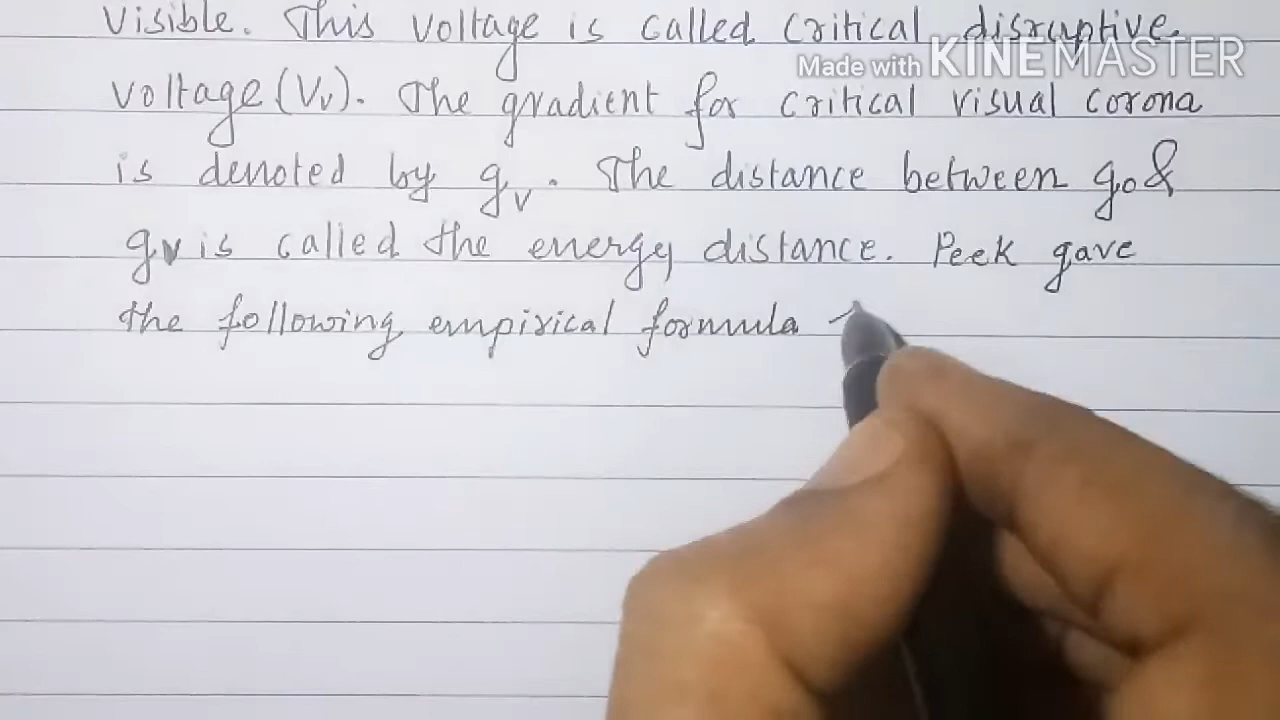 visible. This voltage is called critical disruptive
Made with KINEMASTER
voltage (Vv). The gradient for critical visual corona
is denoted by gv. The distance between g0 &
gv is called the energy distance. Peek gave
the following empirical formula